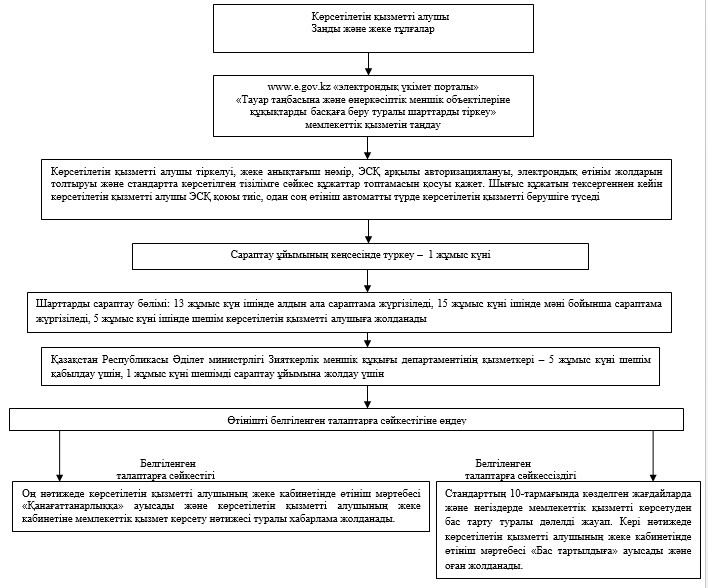 Көрсетілетін қызметті алушы
Заңды және жеке тұлғалар
www.e.gov.kz «электрондық үкімет порталы»
«Тауар таңбасына және өнеркәсіптік меншік объектілеріне
құқықтарды басқаға беру туралы шарттарды тіркеу»
мемлекеттік қызметін таңдау
Көрсетілетін қызметті алушы тіркелуі, жеке анықтағыш нөмір, ЭСҚ арқылы авторизациялануы, электрондық өтінім жолдарын
толтыруы және стандартта көрсетілген тізілімге сәйкес құжаттар топтамасын қосуы қажет. Шығыс құжатын тексергеннен кейін
көрсетілетін қызметті алушы ЭСҚ қоюы тиіс, одан соң өтініш автоматты түрде көрсетілетін қызметті берушіге түседі
Сараптау ұйымының кеңсесінде туркеу – 1 жұмыс күні
Шарттарды сараптау бөлімі: 13 жұмыс күн ішінде алдын ала сараптама жүргізіледі, 15 жұмыс күні ішінде мәні бойынша сараптама
жүргізіледі, 5 жұмыс күні ішінде шешім көрсетілетін қызметті алушыға жолданады
Қазақстан Республикасы Әділет министрлігі Зияткерлік меншік құқығы департаментінің қызметкері – 5 жұмыс күні шешім
қабылдау үшін, 1 жұмыс күні шешімді сараптау ұйымына жолдау үшін
Өтінішті белгіленген талаптарға сәйкестігіне өңдеу
Белгіленген
талаптарға сәйкестігі
Белгіленген
талаптарға сәйкессіздігі
Оң нәтижеде көрсетілетін қызметті алушының жеке кабинетінде өтініш мәртебесі
«Қанағаттанарлыққа» ауысады және көрсетілетін қызметті алушының жеке
кабинетіне мемлекеттік қызмет көрсету нәтижесі туралы хабарлама жолданады.
Стандарттың 10-тармағында көзделген жағдайларда
және негіздерде мемлекеттік қызметті көрсетуден
бас тарту туралы дәлелді жауап. Кері нәтижеде
көрсетілетін қызметті алушының жеке кабинетінде
өтініш мәртебесі «Бас тартылдыға» ауысады және
оған жолданады.